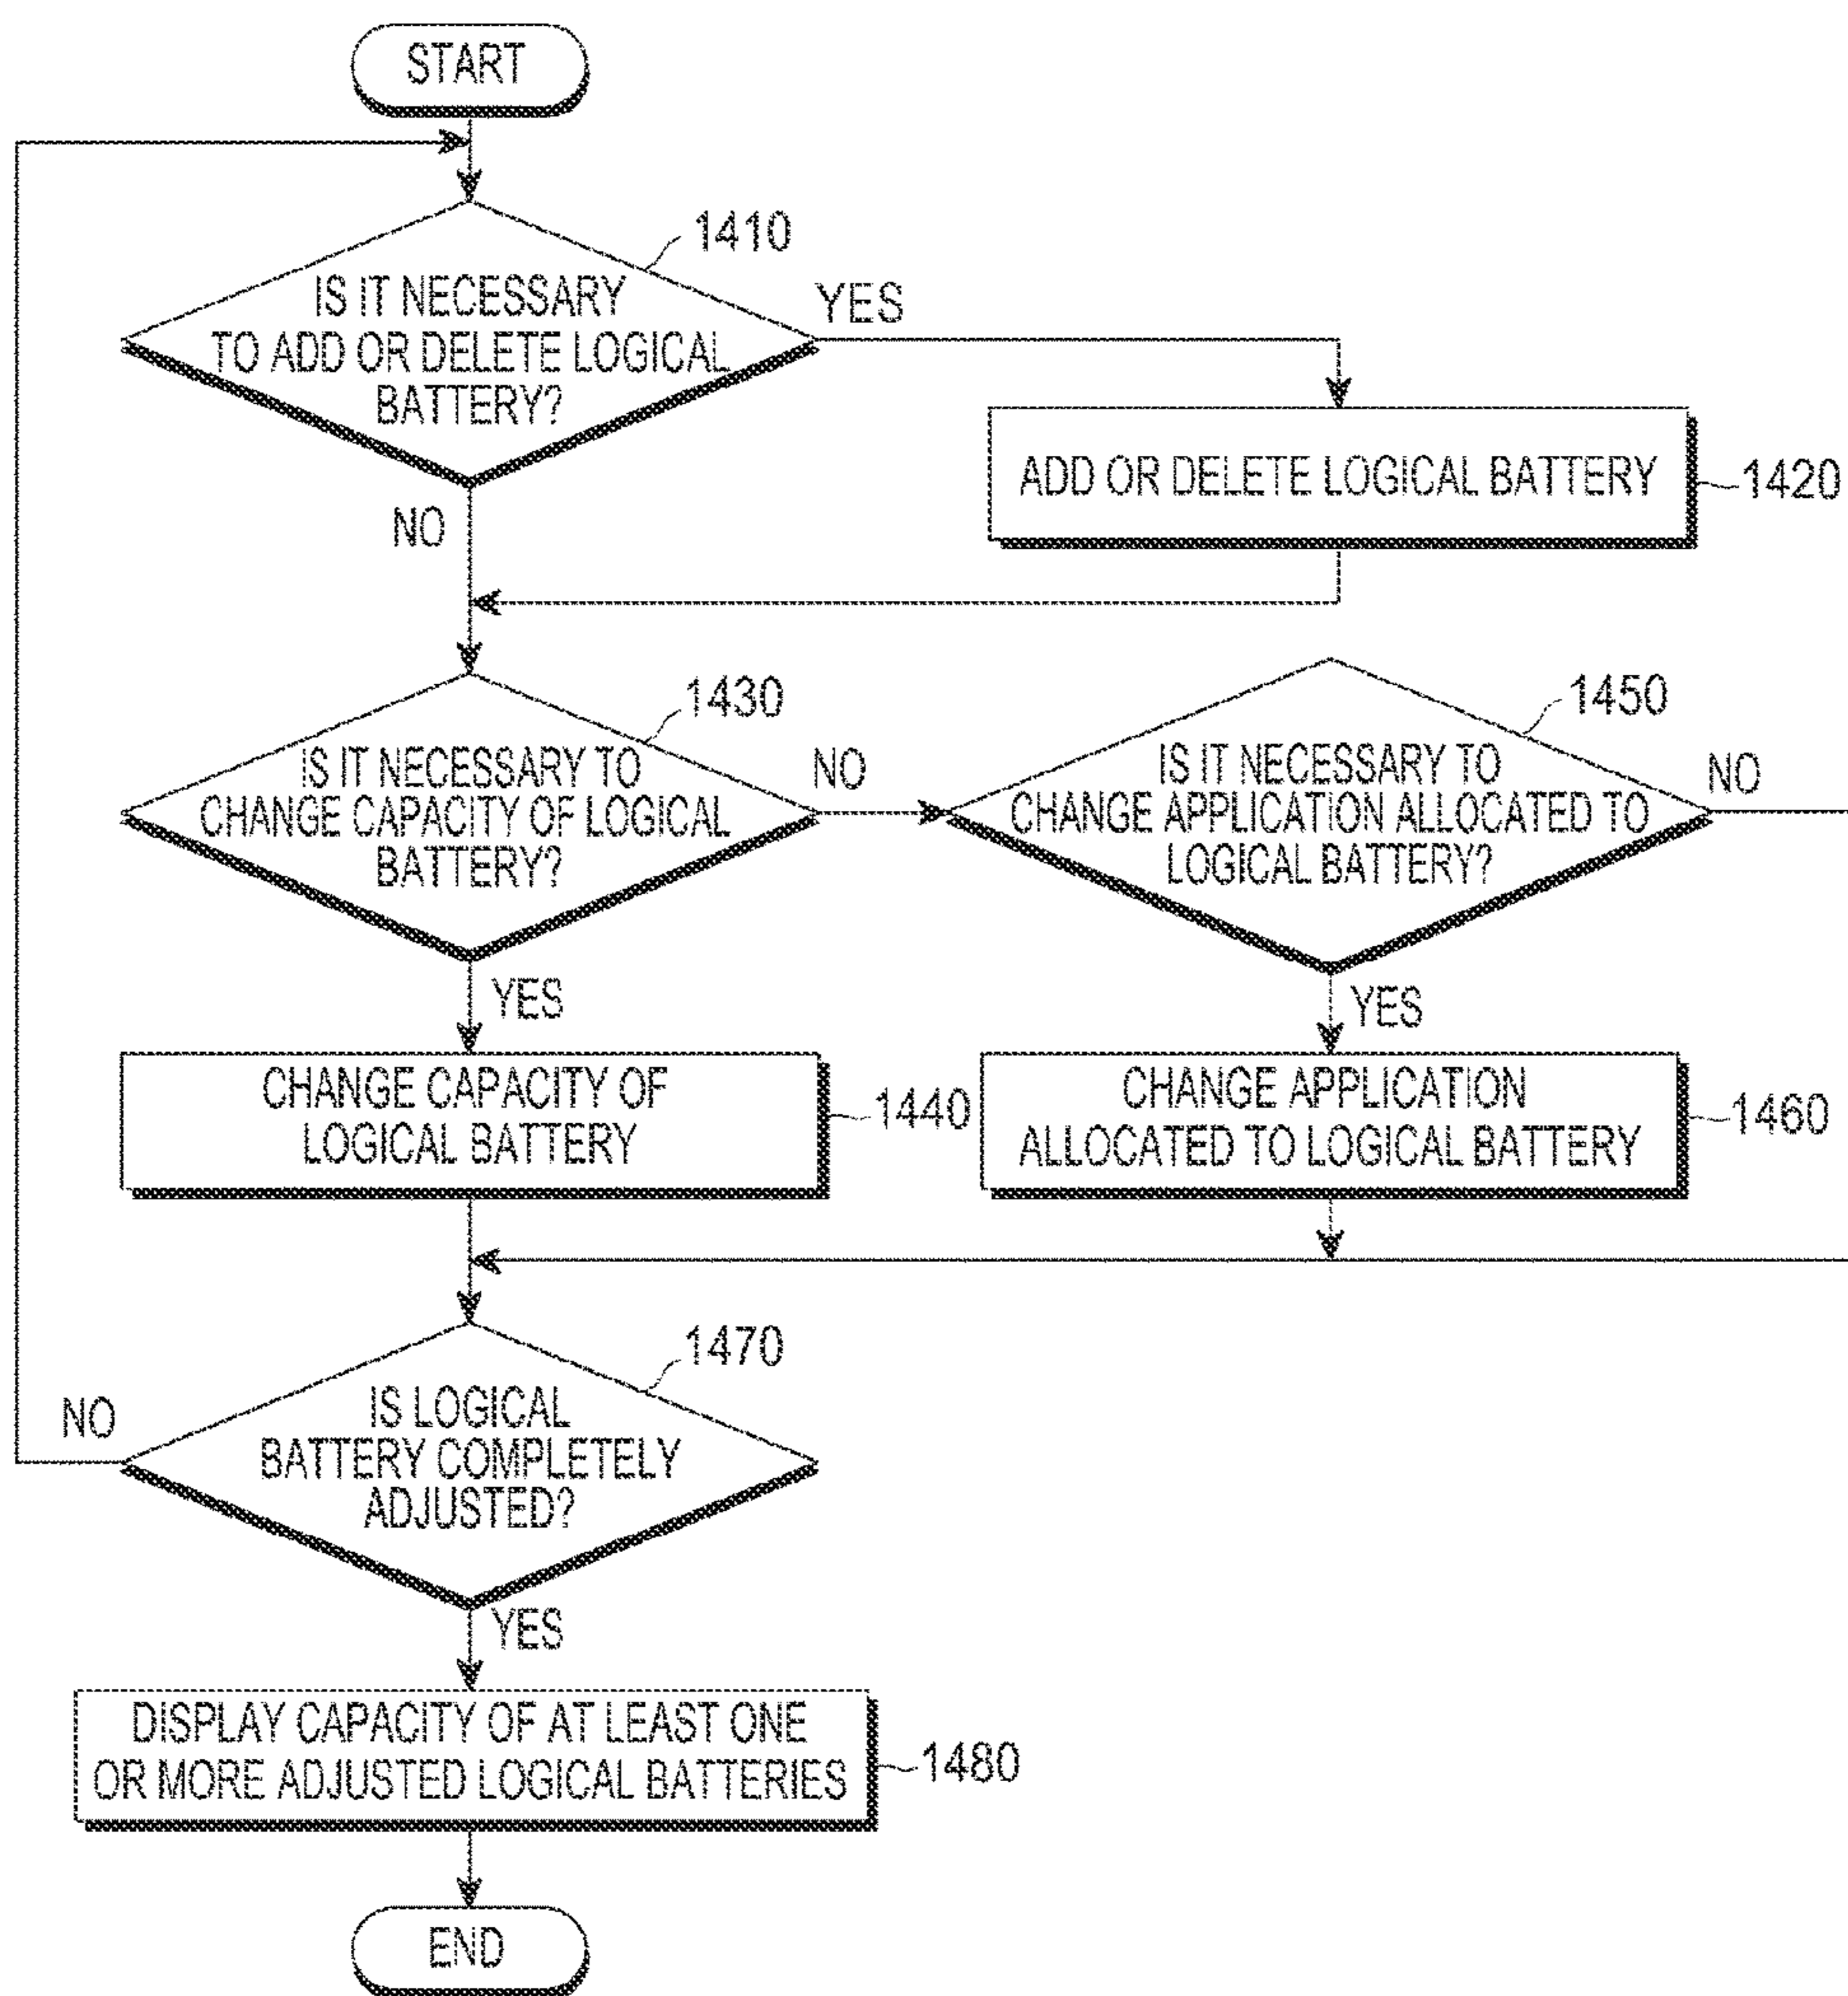 START
1410
IS IT NECESSARY
TO ADD OR DELETE LOGICAL
BATTERY?
YES
NO
ADD OR DELETE LOGICAL BATTERY
1420
1430
IS IT NECESSARY TO
CHANGE CAPACITY OF LOGICAL
BATTERY?
NO
YES
1450
IS IT NECESSARY TO
CHANGE APPLICATION ALLOCATED TO
LOGICAL BATTERY?
NO
YES
CHANGE CAPACITY OF
LOGICAL BATTERY
1440
CHANGE APPLICATION
ALLOCATED TO LOGICAL BATTERY
1460
1470
IS LOGICAL
BATTERY COMPLETELY
ADJUSTED?
NO
YES
DISPLAY CAPACITY OF AT LEAST ONE
OR MORE ADJUSTED LOGICAL BATTERIES
1480
END